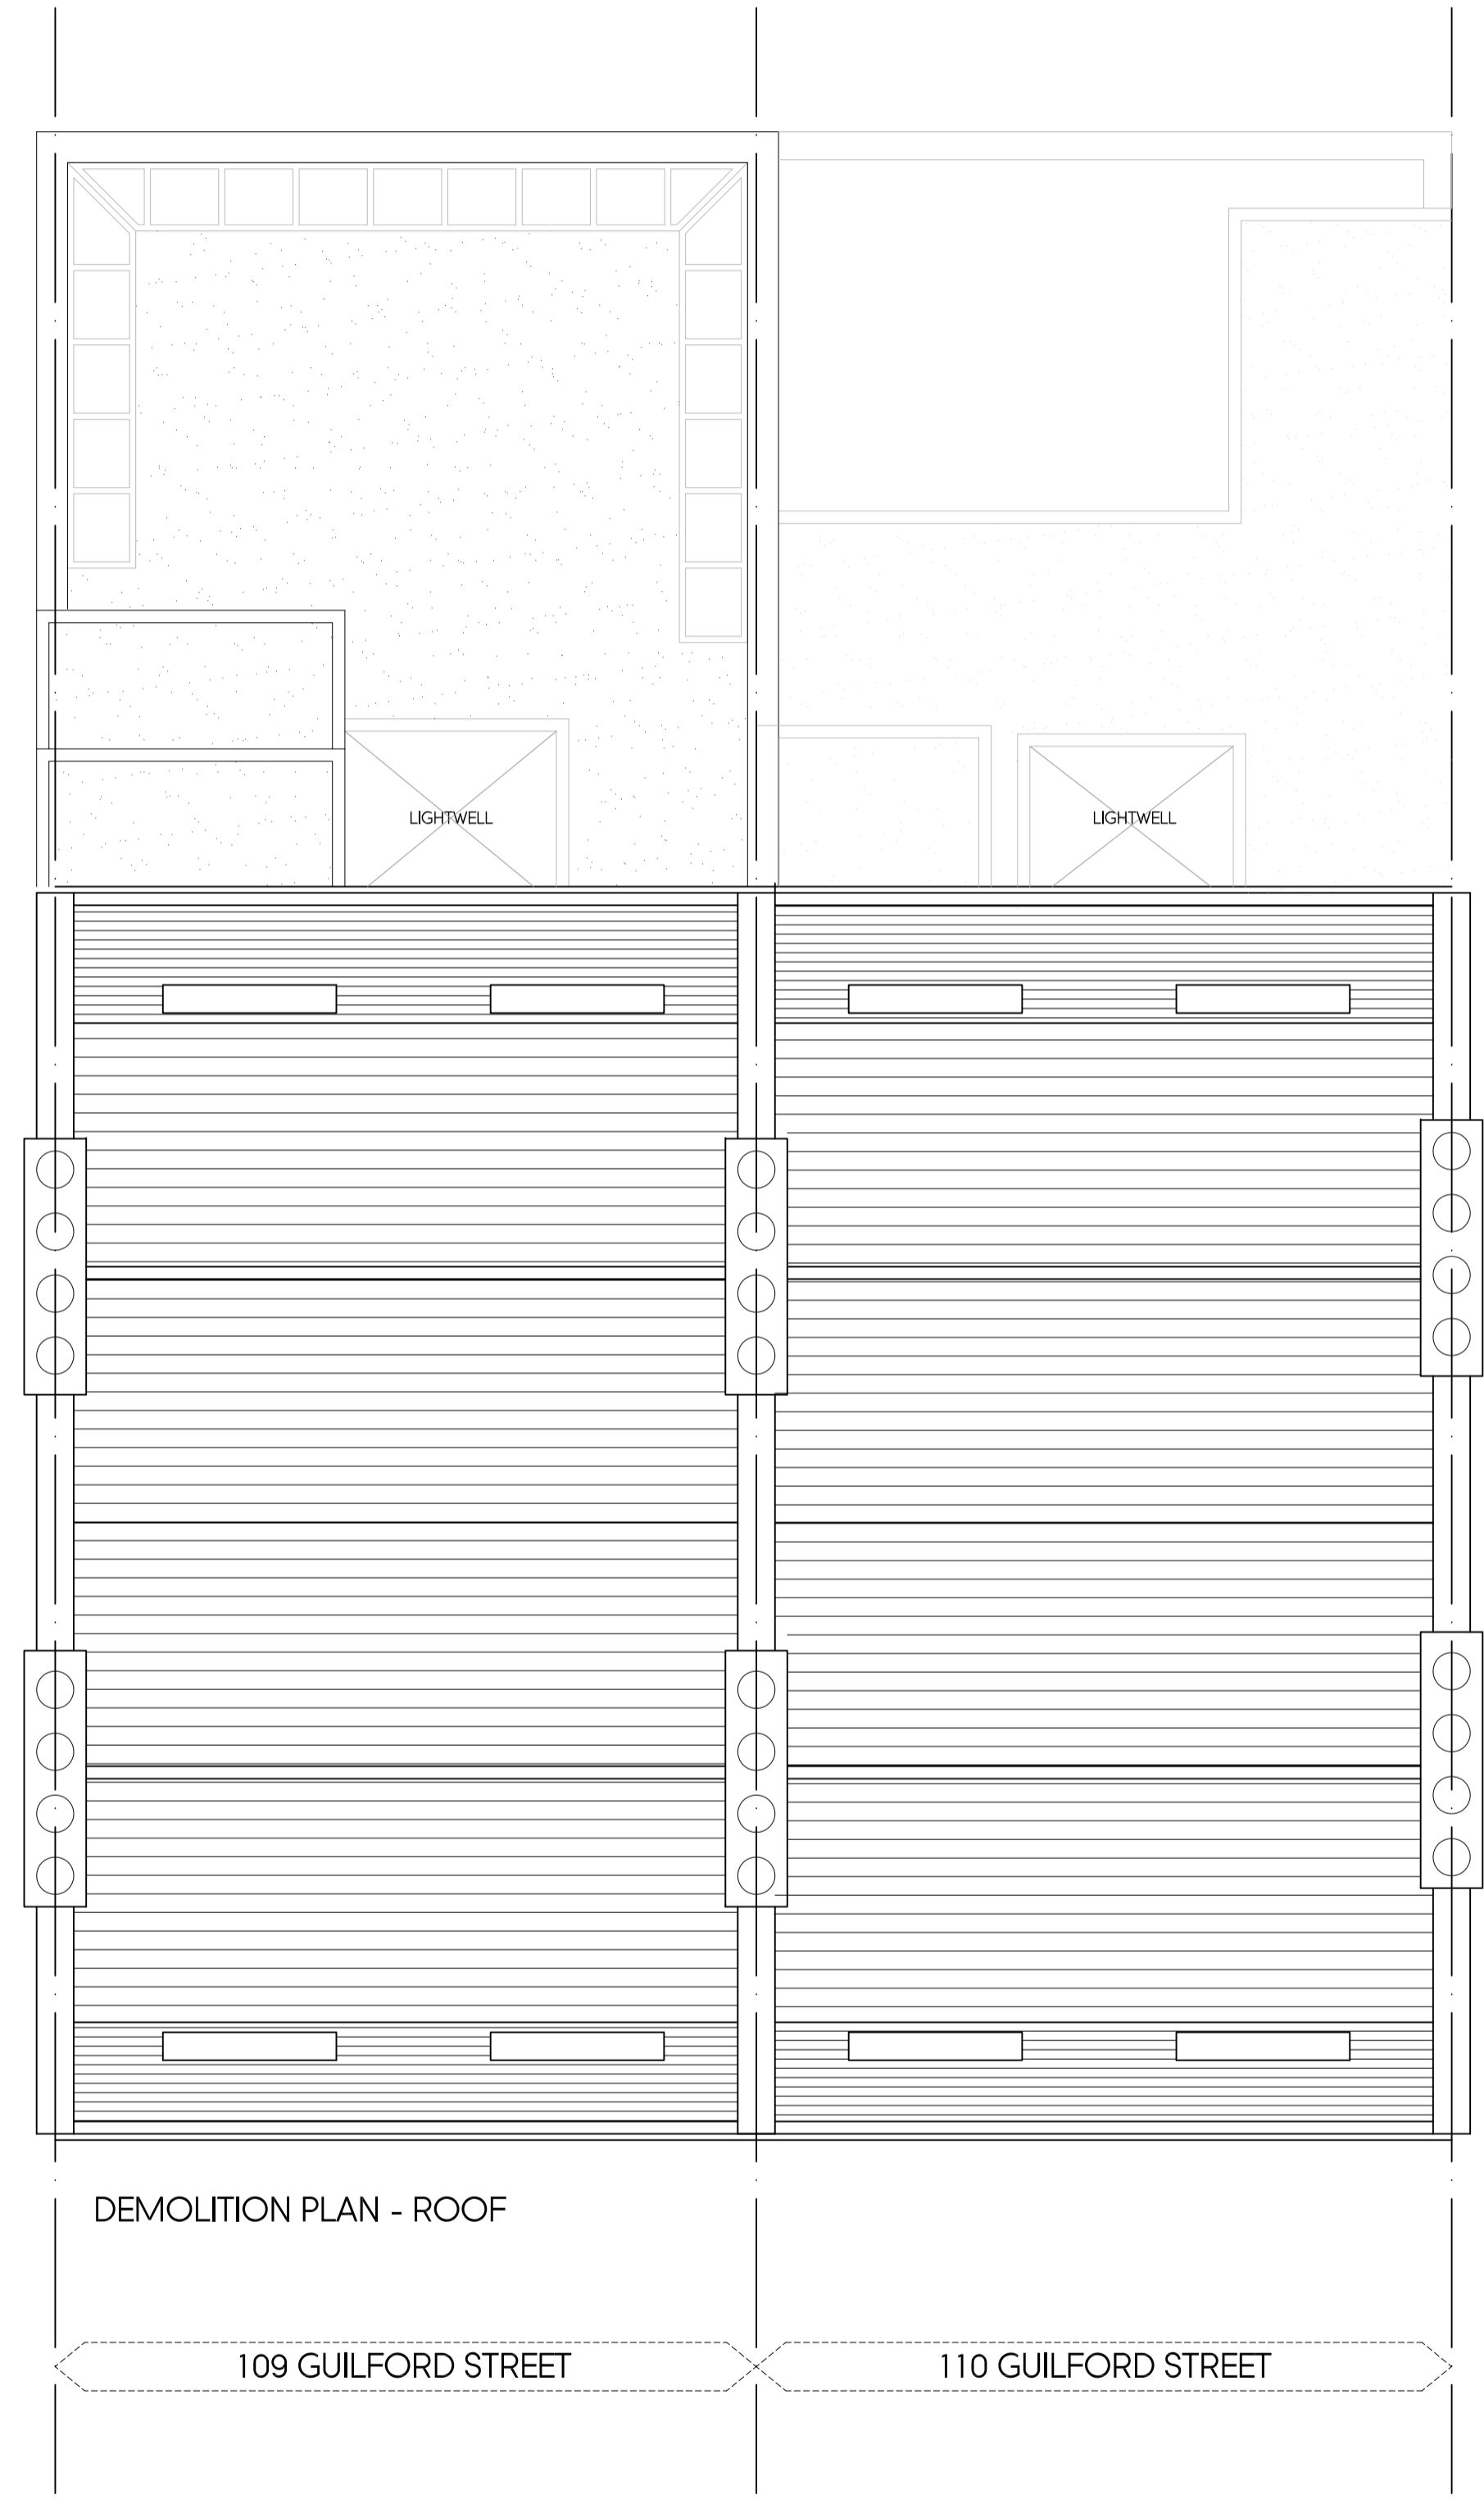 LIGHTWELL
LIGHTWELL
DEMOLITION PLAN - ROOF
109 GUILFORD STREET
110 GUILFORD STREET